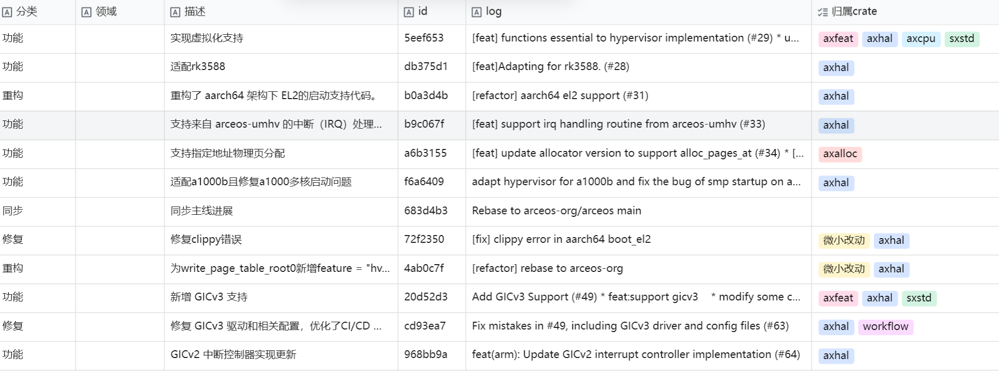 分类 领域 描述 id log 归属crate
功能 实现虚拟化支持 5eef653 [feat] functions essential to hypervisor implementation (#29) * u... axfeat axhal axcpu sxstd
功能 适配rk3588 db375d1 [feat]Adapting for rk3588. (#28) axhal
重构 重构了 aarch64 架构下 EL2的启动支持代码。 b0a3d4b [refactor] aarch64 el2 support (#31) axhal
功能 支持来自 arceos-umhv 的中断（IRQ）处理... b9c067f [feat] support irq handling routine from arceos-umhv (#33) axhal
功能 支持指定地址物理页分配 a6b3155 [feat] update allocator version to support alloc_pages_at (#34) * [... axalloc
功能 适配a1000b且修复a1000多核启动问题 f6a6409 adapt hypervisor for a1000b and fix the bug of smp startup on a... axhal
同步 同步主线进展 683d4b3 Rebase to arceos-org/arceos main
修复 修复clippy错误 72f2350 [fix] clippy error in aarch64 boot_el2 微小改动 axhal
重构 为write_page_table_root0新增feature = "hv... 4ab0c7f [refactor] rebase to arceos-org 微小改动 axhal
功能 新增 GICv3 支持 20d52d3 Add GICv3 Support (#49) * feat:support gicv3 * modify some c... axfeat axhal sxstd
修复 修复 GICv3 驱动和相关配置，优化了CI/CD ... cd93ea7 Fix mistakes in #49, including GICv3 driver and config files (#63) axhal workflow
功能 GICv2 中断控制器实现更新 968bb9a feat(arm): Update GICv2 interrupt controller implementation (#64) axhal